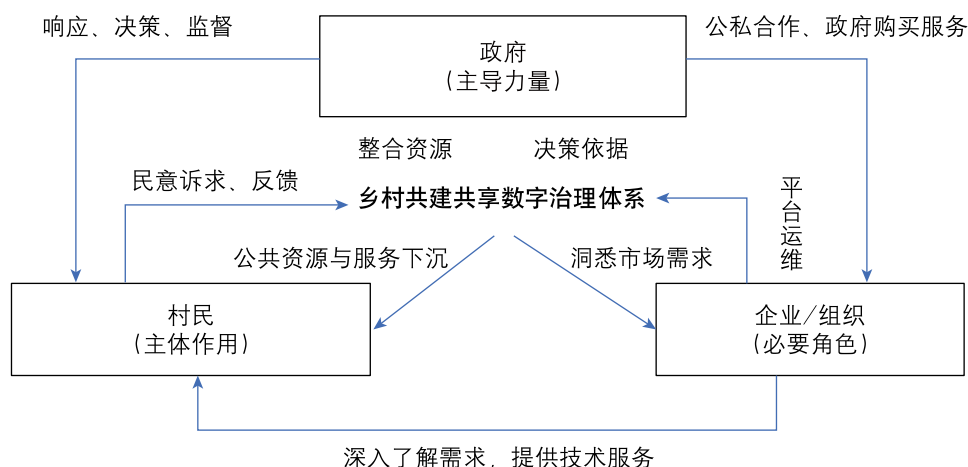 响应、决策、监督
公私合作、政府购买服务
政府
(主导力量)
整合资源
决策依据
民意诉求、反馈
乡村共建共享数字治理体系
平台运维
公共资源与服务下沉
洞悉市场需求
村民
(主体作用)
企业/组织
(必要角色)
深入了解需求，提供技术服务